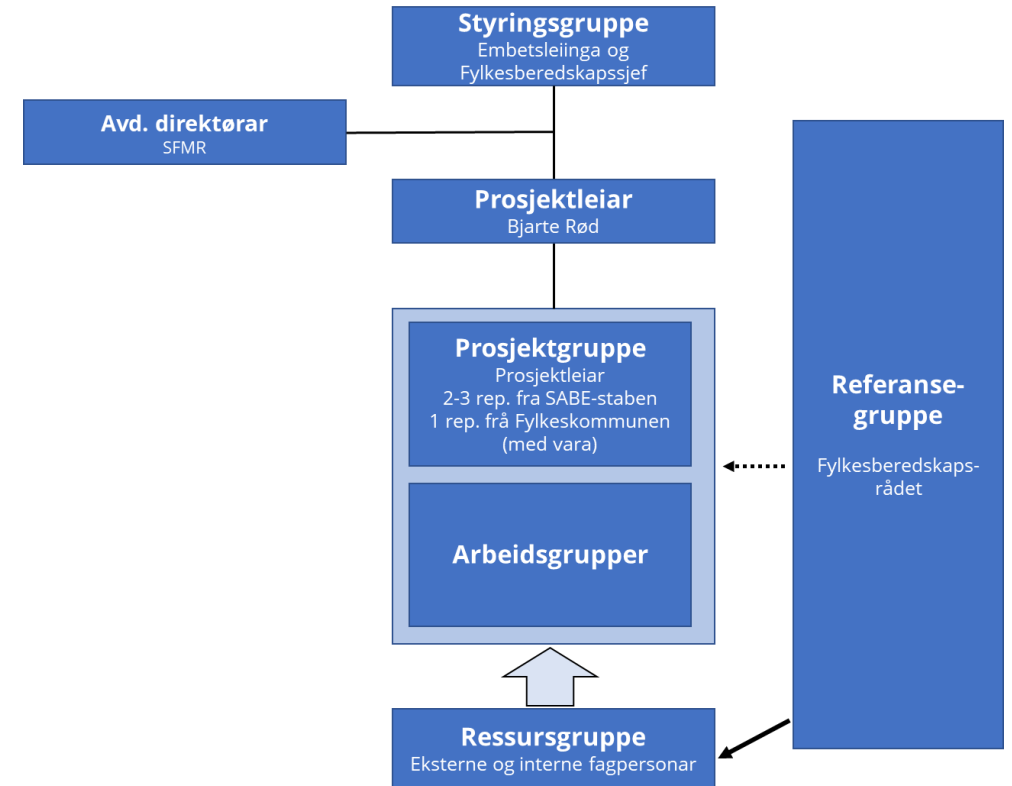 Styringsgruppe
Embetsleiinga og
Fylkesberedskapssjef
Avd. direktørar
SFMR
Prosjektleiar
Bjarte Rød
Prosjektgruppe
Prosjektleiar
2-3 rep. fra SABE-staben
1 rep. frå Fylkeskommunen
(med vara)
Arbeidsgrupper
Referanse-
gruppe
Fylkesberedskaps-
rådet
Ressursgruppe
Eksterne og interne fagpersonar